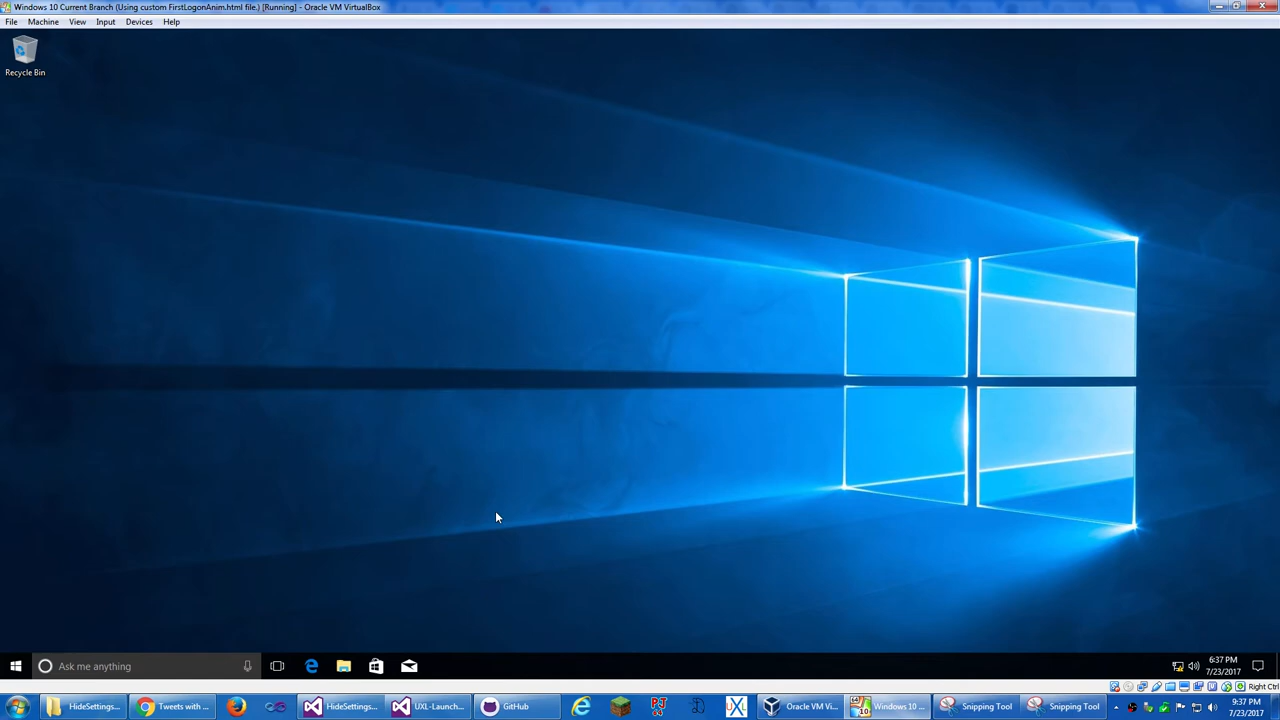 Windows 10 Current Branch (Using custom FirstLogonAnim.html file.) [Running] - Oracle VM VirtualBox
File Machine View Input Devices Help
Recycle Bin
Ask me anything
6:37 PM
7/23/2017
Right Ctrl
HideSettings...
Tweets with ...
HideSettings...
UXL-Launch...
GitHub
UXL
Oracle VM Vi...
Windows 10 ...
Snipping Tool
Snipping Tool
9:37 PM
7/23/2017